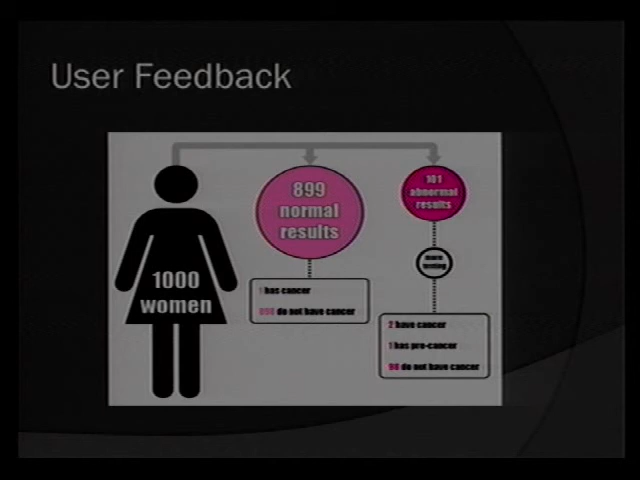 User Feedback
899
normal
results
101
abnormal
results
more
testing
1000
women
1 has cancer
898 do not have cancer
2 have cancer
1 has pre-cancer
98 do not have cancer